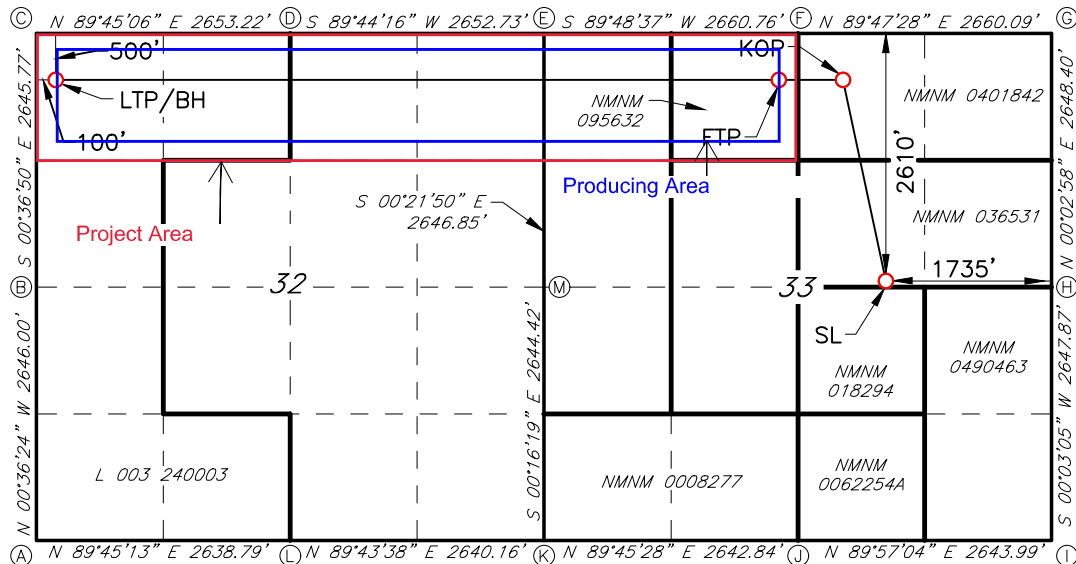 C N 89°45'06" E 2653.22' D S 89°44'16" W 2652.73' E S 89°48'37" E 2660.76' F N 89°47'28" E 2660.09' G
500'
KOP
LTP/BH
NMNM
095632
NMNM 0401842
100'
FTP
S 00°36'50" E 2645.77'
2610'
N 00°02'58" E 2648.40'
Producing Area
S 00°21'50" E
2646.85'
NMNM 036531
Project Area
1735'
B 32 M 33 H
SL
NMNM
018294
NMNM
0490463
N 00°36'24" W 2646.00'
S 00°16'19" E 2644.42'
S 00°03'05" W 2647.87'
L 003 240003
NMNM 0008277
NMNM
0062254A
A N 89°45'13" E 2638.79' L N 89°43'38" E 2640.16' K N 89°45'28" E 2642.84' J N 89°57'04" E 2643.99' I